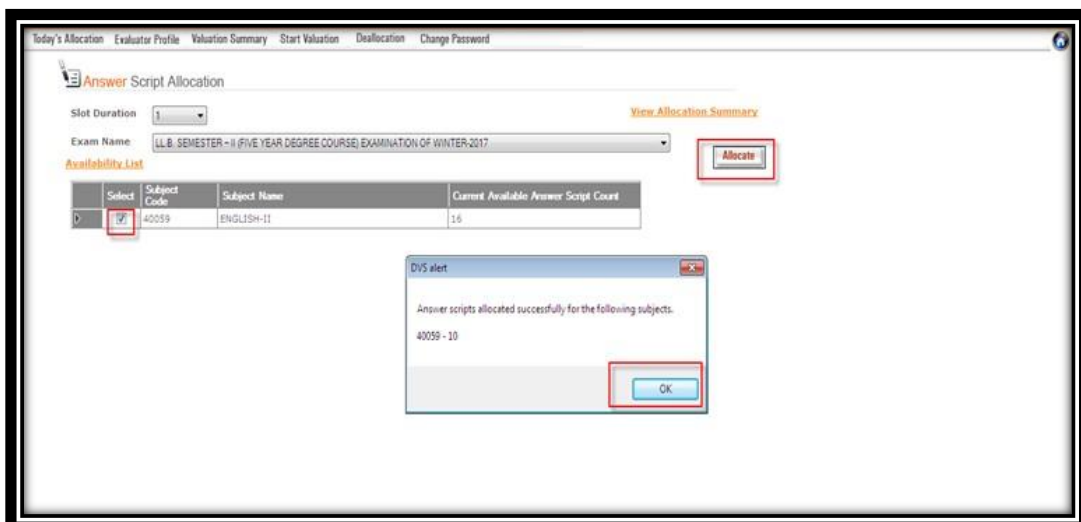 Today's Allocation Evaluator Profile Valuation Summary Start Valuation Deallocation Change Password
Answer Script Allocation
Slot Duration 1 View Allocation Summary
Exam Name LL.B. SEMESTER - II (FIVE YEAR DEGREE COURSE) EXAMINATION OF WINTER-2017
Allocate
Availability List
Select Subject Code Subject Name Current Available Answer Script Count
40059 ENGLISH-II 16
DVS alert
Answer scripts allocated successfully for the following subjects.
40059 - 10
OK